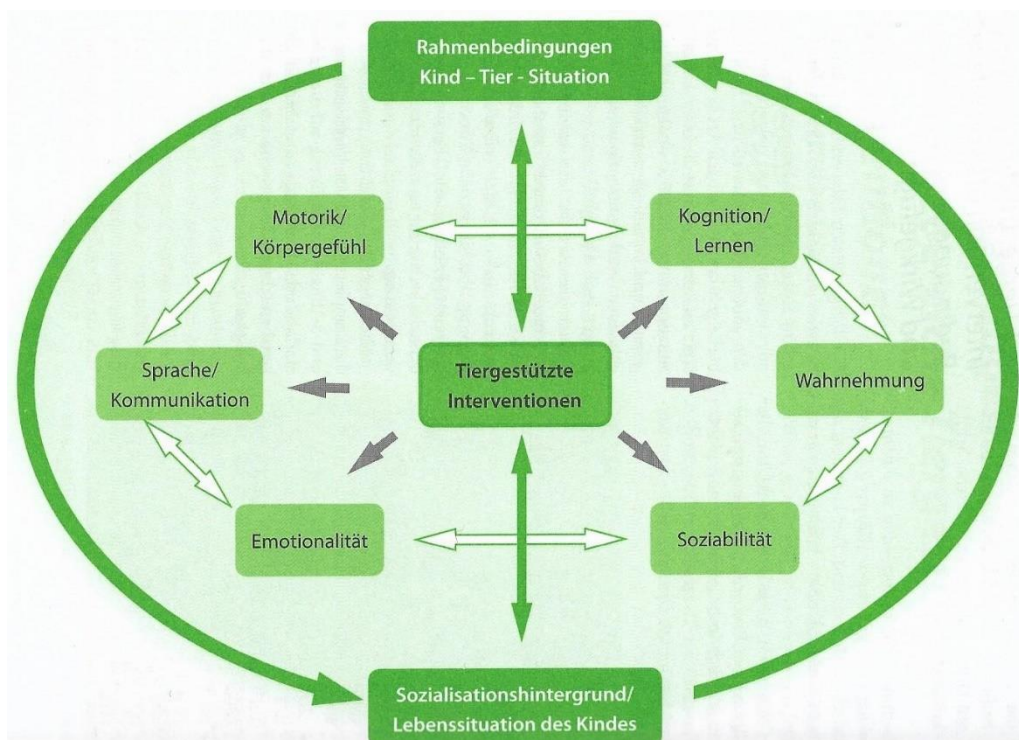 Rahmenbedingungen
Kind – Tier - Situation
Motorik/
Körpergefühl
Kognition/
Lernen
Sprache/
Kommunikation
Tiergestützte
Interventionen
Wahrnehmung
Emotionalität
Soziabilität
Sozialisationshintergrund/
Lebenssituation des Kindes